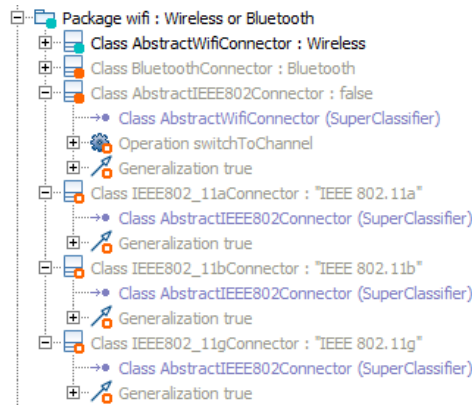 Package wifi : Wireless or Bluetooth
Class AbstractWifiConnector : Wireless
Class BluetoothConnector : Bluetooth
Class AbstractIEEE802Connector : false
Class AbstractWifiConnector (SuperClassifier)
Operation switchToChannel
Generalization true
Class IEEE802_11aConnector : "IEEE 802.11a"
Class AbstractIEEE802Connector (SuperClassifier)
Generalization true
Class IEEE802_11bConnector : "IEEE 802.11b"
Class AbstractIEEE802Connector (SuperClassifier)
Generalization true
Class IEEE802_11gConnector : "IEEE 802.11g"
Class AbstractIEEE802Connector (SuperClassifier)
Generalization true